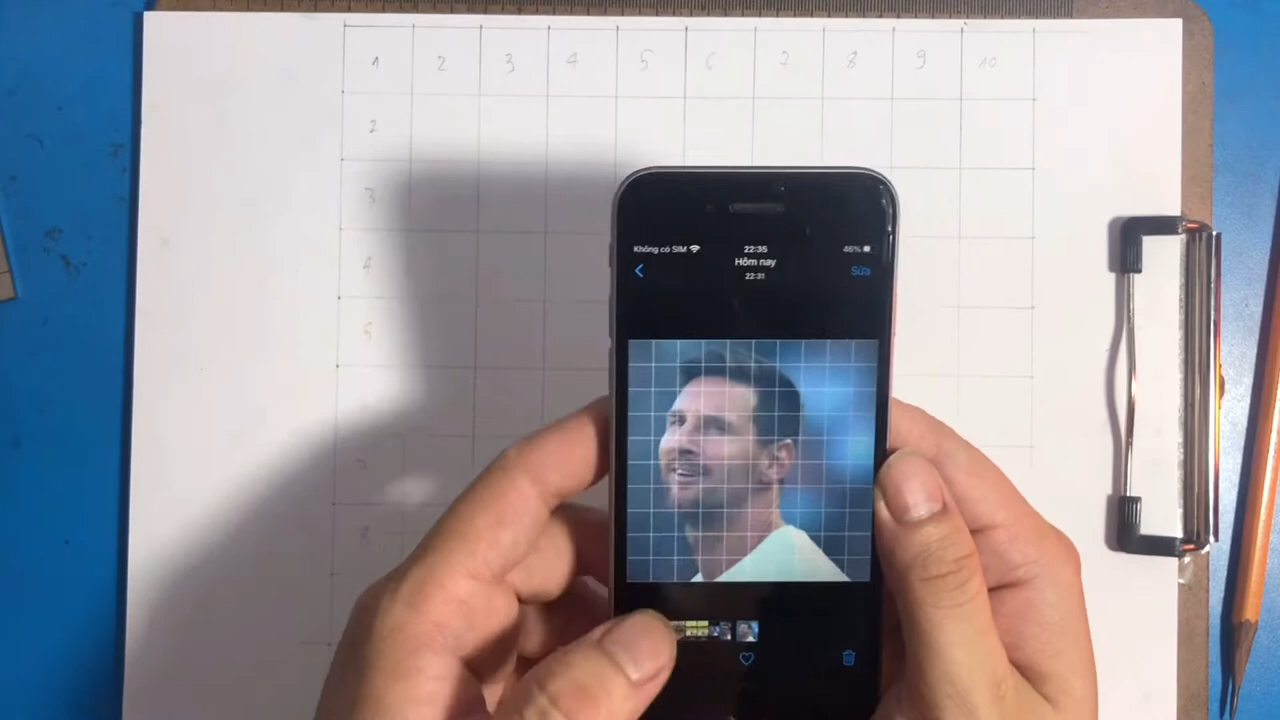 1 2 3 4 5 6 7 8 9 10
2
3
4
5
Không có SIM 22:35 46%
Hôm nay
22:31
Sửa